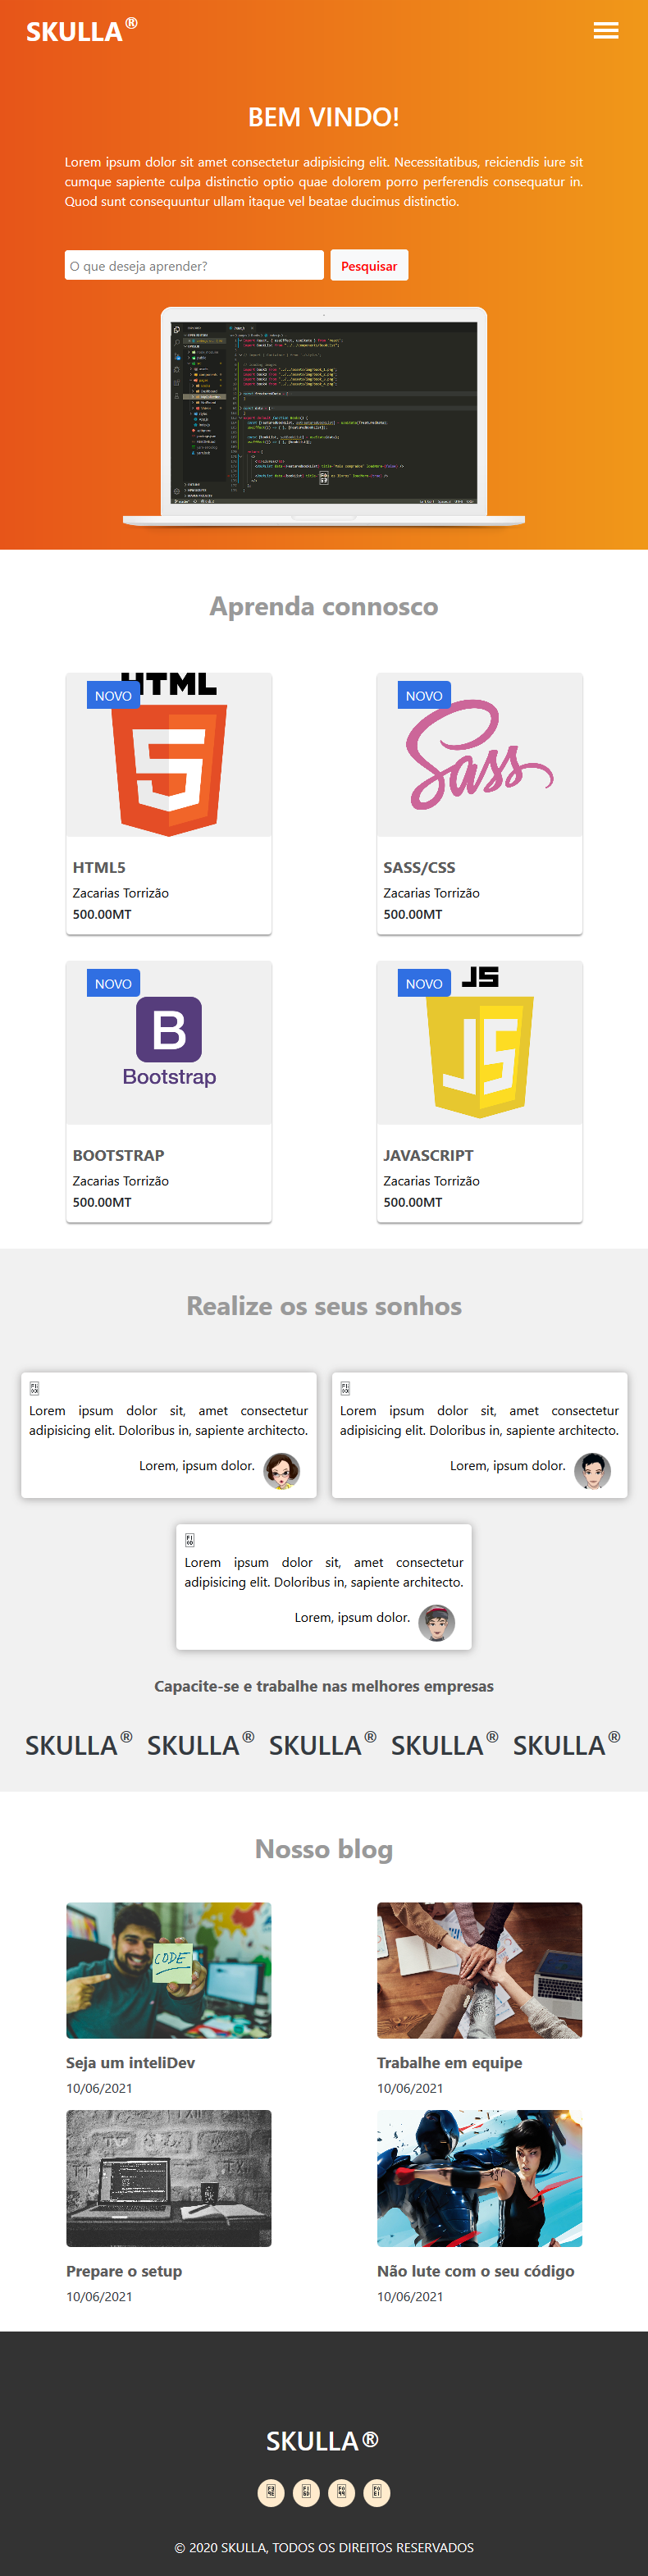 SKULLA®
BEM VINDO!
Lorem ipsum dolor sit amet consectetur adipisicing elit. Necessitatibus, reiciendis iure sit
cumque sapiente culpa distinctio optio quae dolorem porro perferendis consequatur in.
Quod sunt consequuntur ullam itaque vel beatae ducimus distinctio.
O que deseja aprender? Pesquisar
Aprenda connosco
HTML
NOVO
HTML5
Zacarias Torrizão
500.00MT
NOVO
Sass
SASS/CSS
Zacarias Torrizão
500.00MT
NOVO
B
Bootstrap
BOOTSTRAP
Zacarias Torrizão
500.00MT
JS
NOVO
JS
JAVASCRIPT
Zacarias Torrizão
500.00MT
Realize os seus sonhos
Lorem ipsum dolor sit, amet consectetur
adipisicing elit. Doloribus in, sapiente architecto.
Lorem, ipsum dolor.
Lorem ipsum dolor sit, amet consectetur
adipisicing elit. Doloribus in, sapiente architecto.
Lorem, ipsum dolor.
Lorem ipsum dolor sit, amet consectetur
adipisicing elit. Doloribus in, sapiente architecto.
Lorem, ipsum dolor.
Capacite-se e trabalhe nas melhores empresas
SKULLA® SKULLA® SKULLA® SKULLA® SKULLA®
Nosso blog
CODE
Seja um inteliDev
10/06/2021
Trabalhe em equipe
10/06/2021
Prepare o setup
10/06/2021
Não lute com o seu código
10/06/2021
SKULLA®
© 2020 SKULLA, TODOS OS DIREITOS RESERVADOS